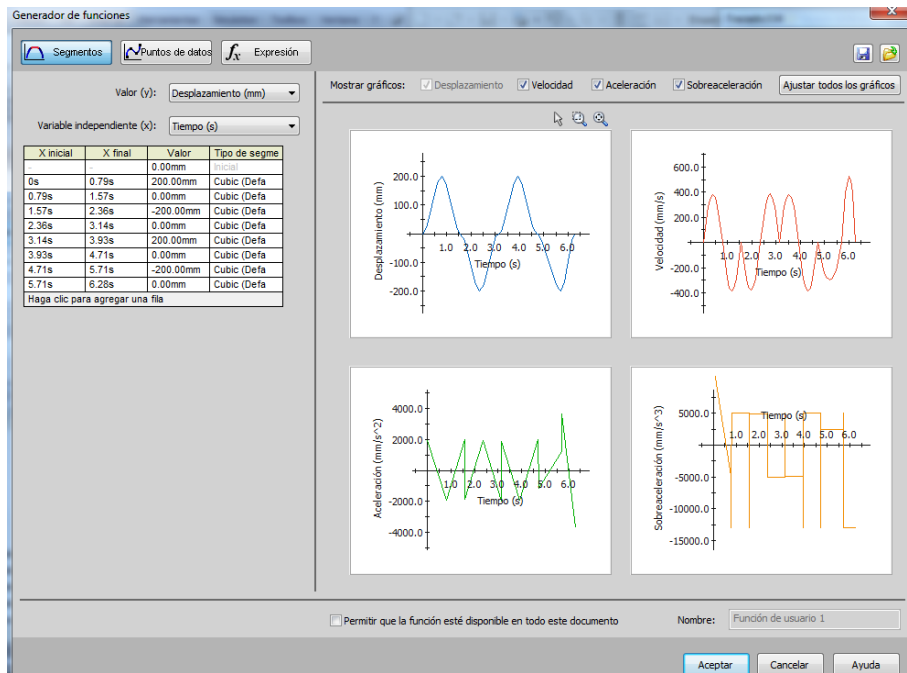 Generador de funciones
Segmentos
Puntos de datos
fx Expresión
Valor (y): Desplazamiento (mm)
Variable independiente (x): Tiempo (s)
X inicial X final Valor Tipo de segme
- - 0.00mm Inicial
0s 0.79s 200.00mm Cubic (Defa
0.79s 1.57s 0.00mm Cubic (Defa
1.57s 2.36s -200.00mm Cubic (Defa
2.36s 3.14s 0.00mm Cubic (Defa
3.14s 3.93s 200.00mm Cubic (Defa
3.93s 4.71s 0.00mm Cubic (Defa
4.71s 5.71s -200.00mm Cubic (Defa
5.71s 6.28s 0.00mm Cubic (Defa
Haga clic para agregar una fila
Mostrar gráficos: Desplazamiento Velocidad Aceleración Sobreaceleración Ajustar todos los gráficos
Desplazamiento (mm)
200.0
100.0
-100.0
-200.0
1.0 2.0 3.0 4.0 5.0 6.0
Tiempo (s)
Velocidad (mm/s)
600.0
400.0
200.0
-200.0
-400.0
1.0 2.0 3.0 4.0 5.0 6.0
Tiempo (s)
Aceleración (mm/s^2)
4000.0
2000.0
-2000.0
-4000.0
1.0 2.0 3.0 4.0 5.0 6.0
Tiempo (s)
Sobreaceleración (mm/s^3)
5000.0
-5000.0
-10000.0
-15000.0
Tiempo (s)
1.0 2.0 3.0 4.0 5.0 6.0
Permitir que la función esté disponible en todo este documento
Nombre: Función de usuario 1
Aceptar Cancelar Ayuda